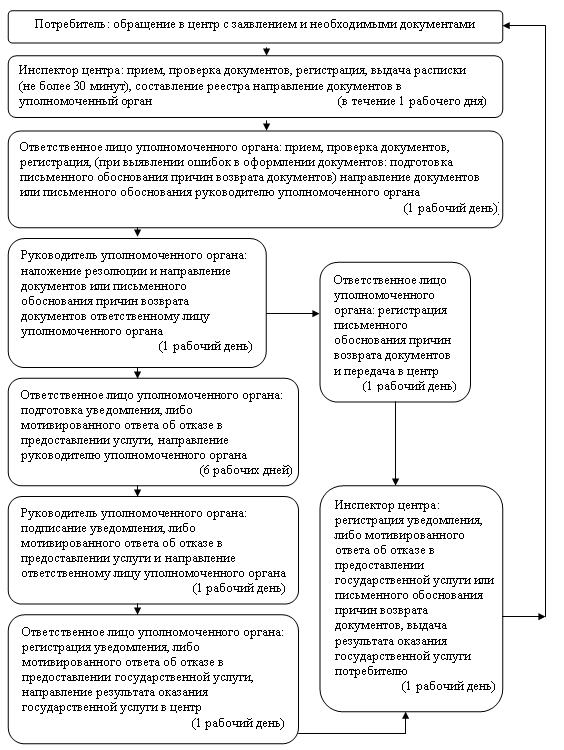 Потребитель: обращение в центр с заявлением и необходимыми документами
Инспектор центра: прием, проверка документов, регистрация, выдача расписки
(не более 30 минут), составление реестра направление документов в
уполномоченный орган (в течение 1 рабочего дня)
Ответственное лицо уполномоченного органа: прием, проверка документов,
регистрация, (при выявлении ошибок в оформлении документов: подготовка
письменного обоснования причин возврата документов) направление документов
или письменного обоснования руководителю уполномоченного органа
(1 рабочий день)
Руководитель уполномоченного органа:
наложение резолюции и направление
документов или письменного
обоснования причин возврата
документов ответственному лицу
уполномоченного органа
(1 рабочий день)
Ответственное лицо
уполномоченного
органа: регистрация
письменного
обоснования причин
возврата документов
и передача в центр
(1 рабочий день)
Ответственное лицо уполномоченного органа:
подготовка уведомления, либо
мотивированного ответа об отказе в
предоставлении услуги, направление
руководителю уполномоченного органа
(6 рабочих дней)
Руководитель уполномоченного органа:
подписание уведомления, либо
мотивированного ответа об отказе в
предоставлении услуги и направление
ответственному лицу уполномоченного органа
(1 рабочий день)
Инспектор центра:
регистрация уведомления,
либо мотивированного
ответа об отказе в
предоставлении
государственной услуги или
письменного обоснования
причин возврата
документов, выдача
результата оказания
государственной услуги
потребителю
(1 рабочий день)
Ответственное лицо уполномоченного органа:
регистрация уведомления, либо
мотивированного ответа об отказе в
предоставлении государственной услуги,
направление результата оказания
государственной услуги в центр
(1 рабочий день)